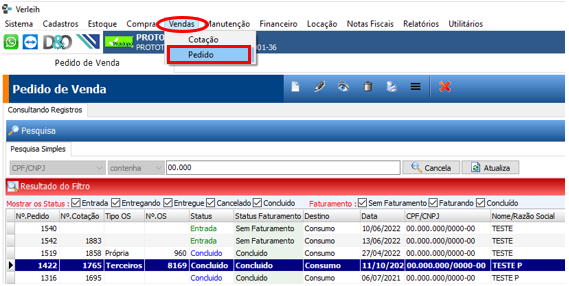 Verleih
Sistema Cadastros Estoque Compras Vendas Manutenção Financeiro Locação Notas Fiscais Relatórios Utilitários
Cotação
Pedido
PROTO
PROTOT
001-36
Pedido de Venda
Pedido de Venda
Consultando Registros
Pesquisa
Pesquisa Simples
CPF/CNPJ contenha 00.000 Cancela Atualiza
Resultado do Filtro
Mostrar os Status : Entrada Entregando Entregue Cancelado Concluido Faturamento : Sem Faturamento Faturando Concluído
Nº.Pedido Nº.Cotação Tipo OS Nº.OS Status Status Faturamento Destino Data CPF/CNPJ Nome/Razão Social
1540 Entrada Sem Faturamento Consumo 10/06/2022 00.000.000/0000-00 TESTE
1542 1883 Entrada Sem Faturamento Consumo 13/06/2022 00.000.000/0000-00 TESTE
1519 1858 Própria 960 Concluido Concluido Consumo 27/04/2022 00.000.000/0000-00 TESTE
1422 1765 Terceiros 8169 Concluido Concluido Consumo 11/10/202 00.000.000/0000-00 TESTE P
1316 1695 Concluido Concluido Consumo 06/07/2021 00.000.000/0000-00 TESTE P